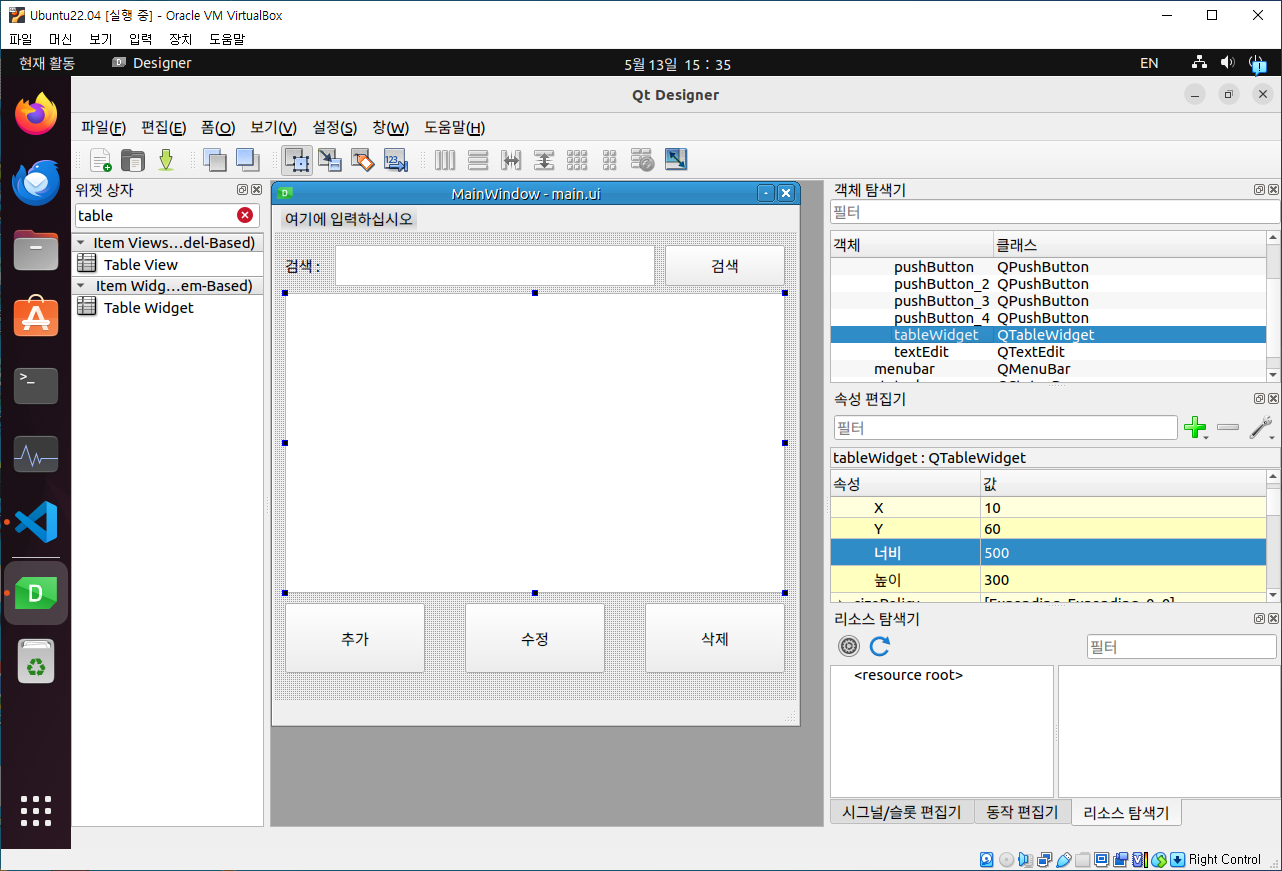 Ubuntu22.04 [실행 중] - Oracle VM VirtualBox
파일 머신 보기 입력 장치 도움말
현재 활동 Designer 5월 13일 15 : 35 EN
Qt Designer
파일(F) 편집(E) 폼(O) 보기(V) 설정(S) 창(W) 도움말(H)
위젯 상자
table
Item Views...del-Based)
Table View
Item Widg...em-Based)
Table Widget
MainWindow - main.ui
여기에 입력하십시오
검색 :
검색
추가
수정
삭제
객체 탐색기
필터
객체 클래스
pushButton QPushButton
pushButton_2 QPushButton
pushButton_3 QPushButton
pushButton_4 QPushButton
tableWidget QTableWidget
textEdit QTextEdit
menubar QMenuBar
속성 편집기
필터
tableWidget : QTableWidget
속성 값
X 10
Y 60
너비 500
높이 300
sizePolicy [Expanding, Expanding, 0, 0]
리소스 탐색기
필터
<resource root>
시그널/슬롯 편집기 동작 편집기 리소스 탐색기
Right Control